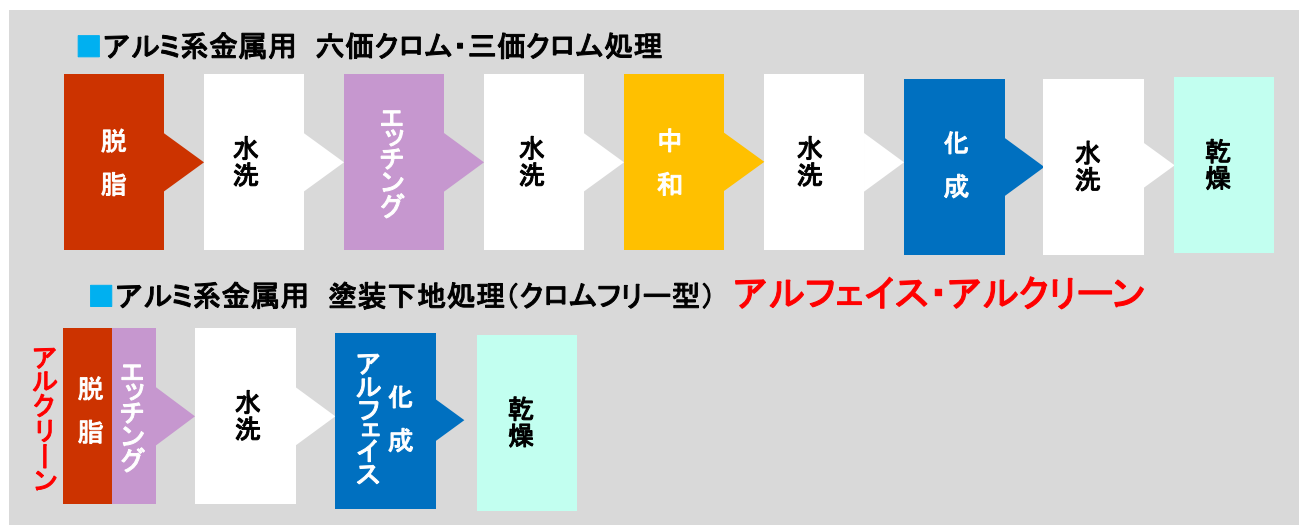 ■アルミ系金属用 六価クロム・三価クロム処理
脱脂
水洗
エッチング
水洗
中和
水洗
化成
水洗
乾燥
■アルミ系金属用 塗装下地処理(クロムフリー型) アルフェイス・アルクリーン
アルクリーン
脱脂
エッチング
水洗
アルフェイス
化成
乾燥